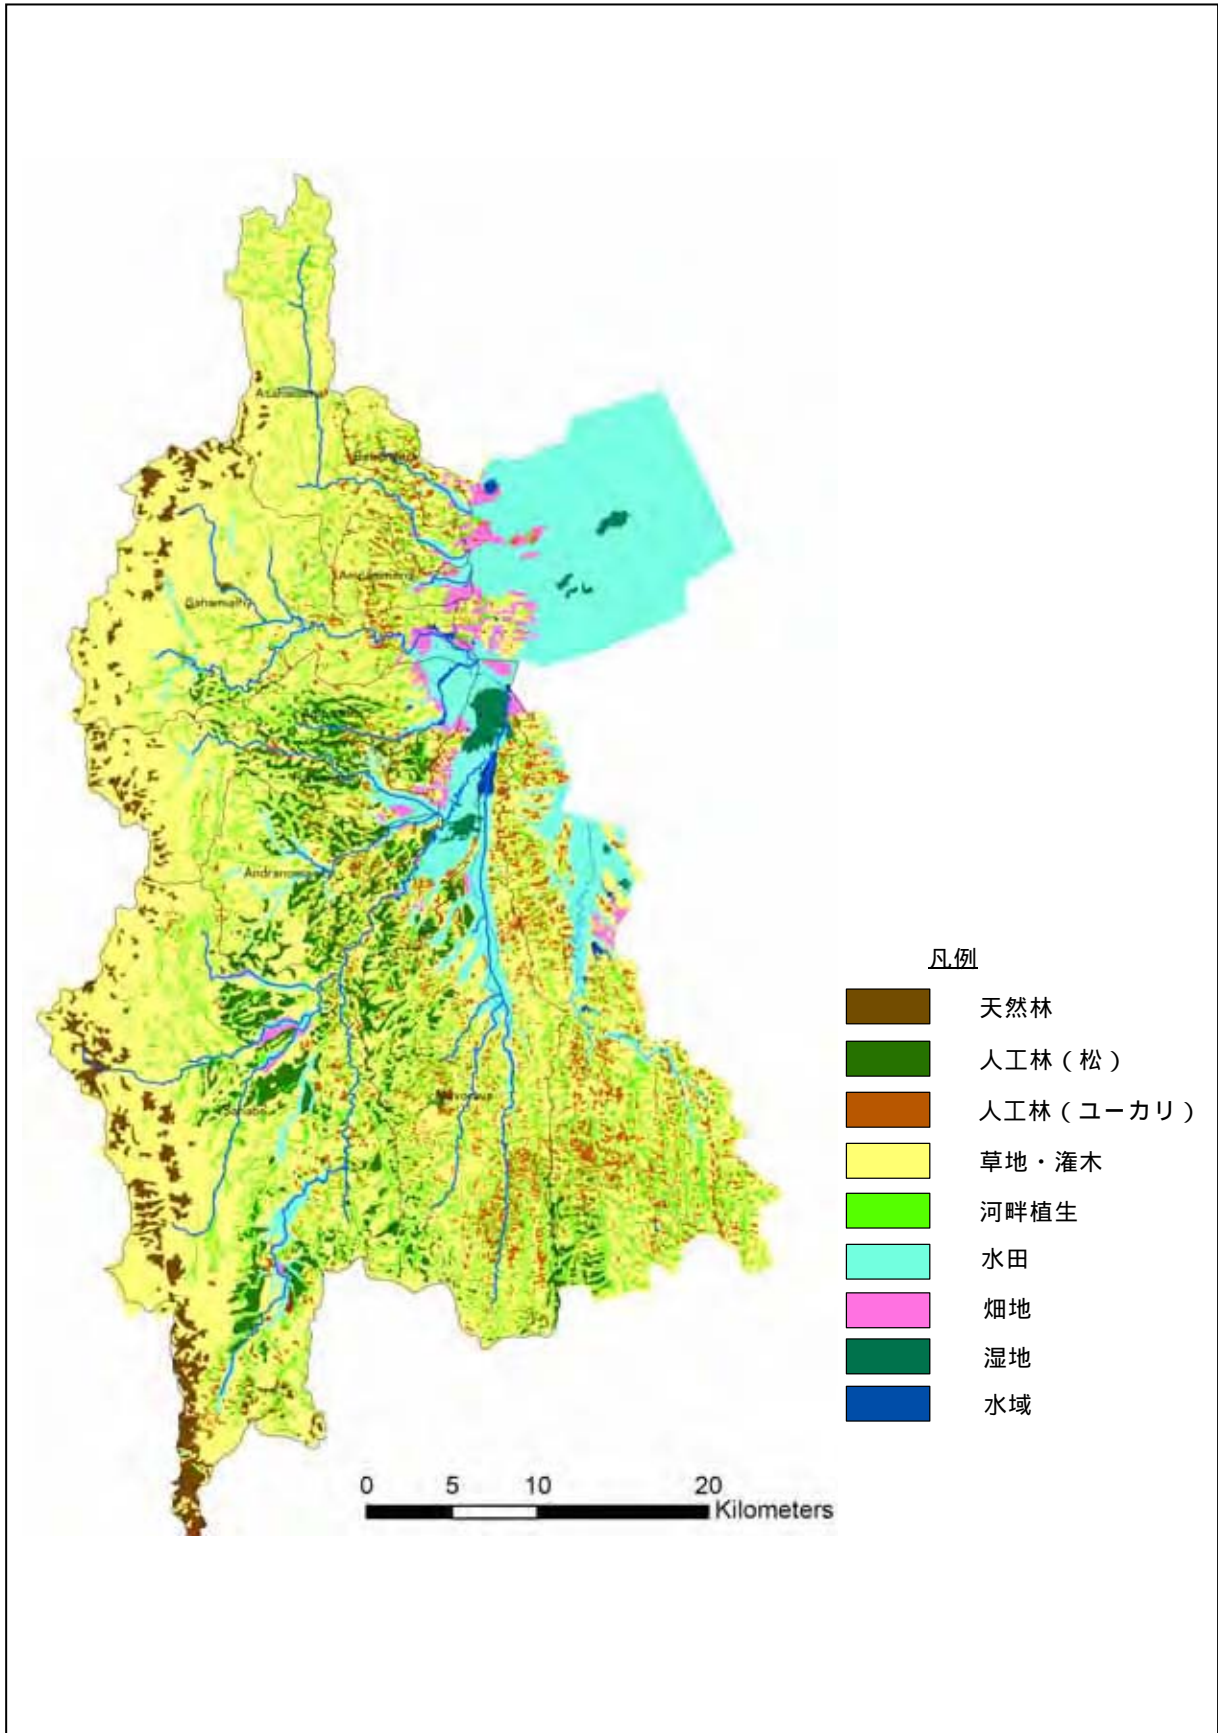 Sahamialhy
Andranomena
Sahabe
凡例
天然林
人工林（松）
人工林（ユーカリ）
草地・潅木
河畔植生
水田
畑地
湿地
水域
0 5 10 20
Kilometers